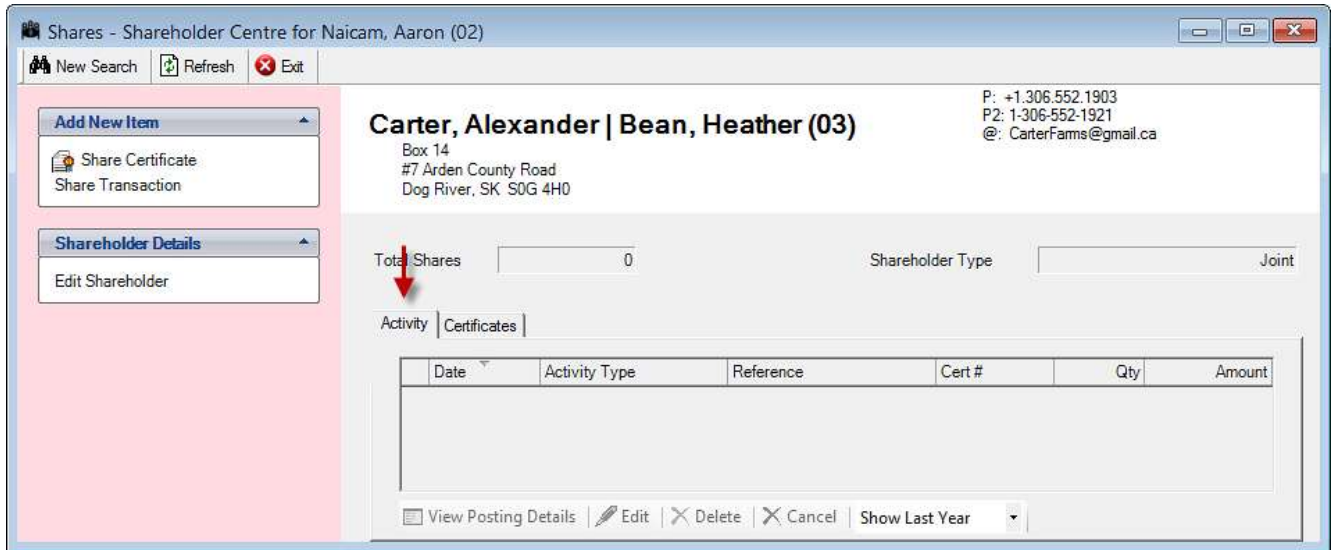 Shares - Shareholder Centre for Naicam, Aaron (02)
New Search Refresh Exit
Add New Item
Share Certificate
Share Transaction
Shareholder Details
Edit Shareholder
Carter, Alexander | Bean, Heather (03)
Box 14
#7 Arden County Road
Dog River, SK S0G 4H0
P: +1.306.552.1903
P2: 1-306-552-1921
@: CarterFarms@gmail.ca
Total Shares 0 Shareholder Type Joint
Activity Certificates
Date Activity Type Reference Cert # Qty Amount
View Posting Details Edit Delete Cancel Show Last Year